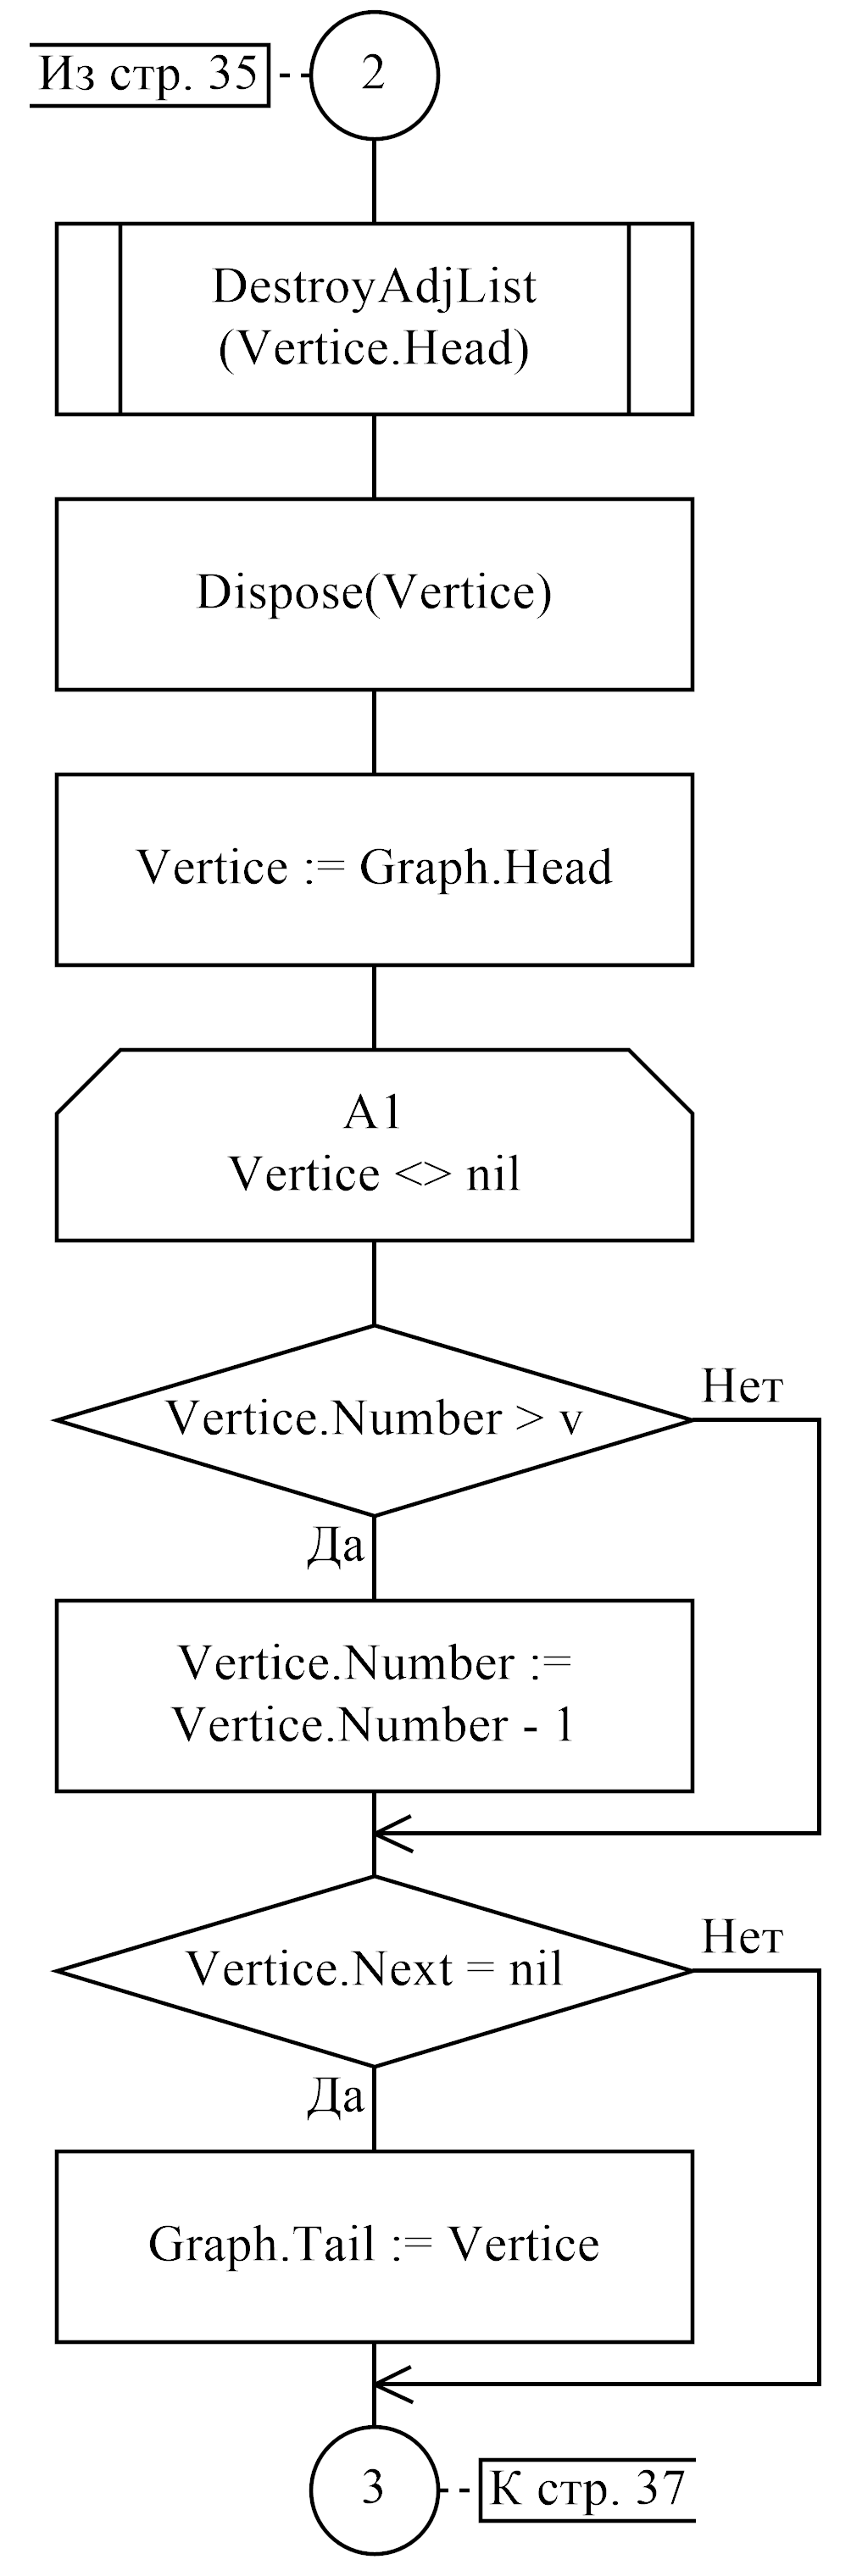 Из стр. 35
2
DestroyAdjList
(Vertice.Head)
Dispose(Vertice)
Vertice := Graph.Head
A1
Vertice <> nil
Нет
Vertice.Number > v
Да
Vertice.Number :=
Vertice.Number - 1
Нет
Vertice.Next = nil
Да
Graph.Tail := Vertice
3
К стр. 37